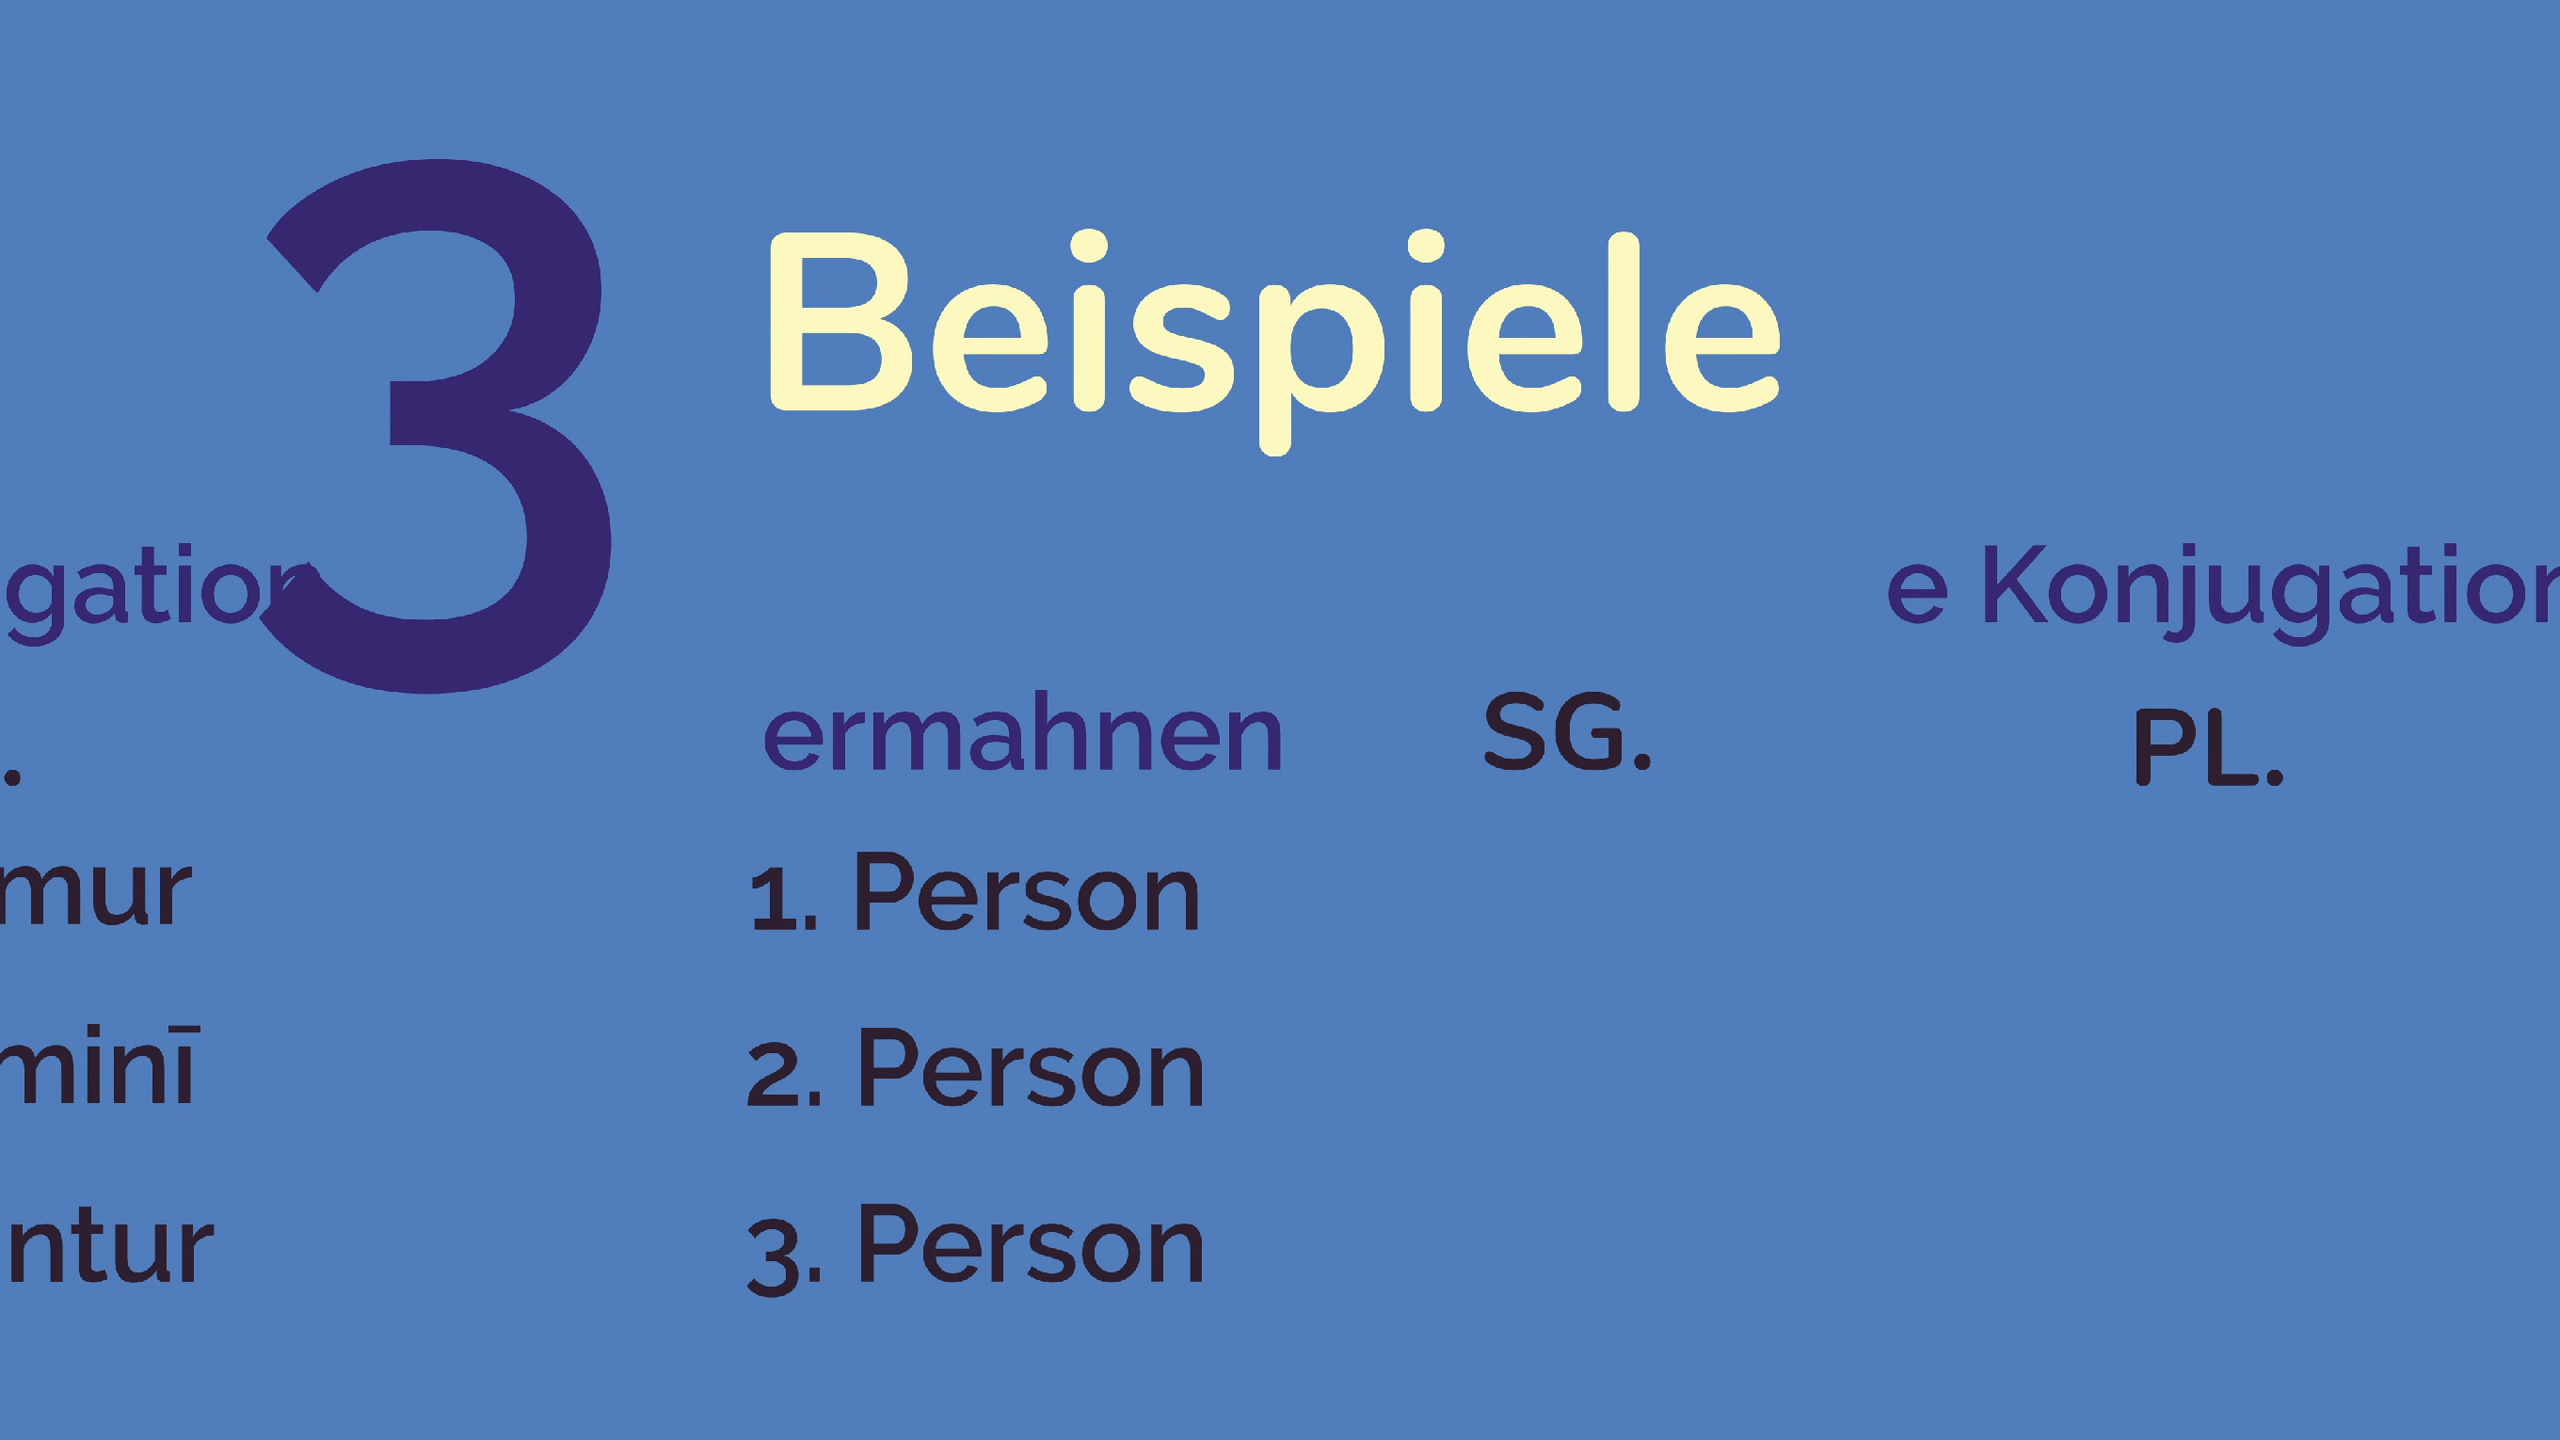 3 Beispiele
gation
e Konjugation
ermahnen SG. PL.
.
mur 1. Person
minī 2. Person
ntur 3. Person